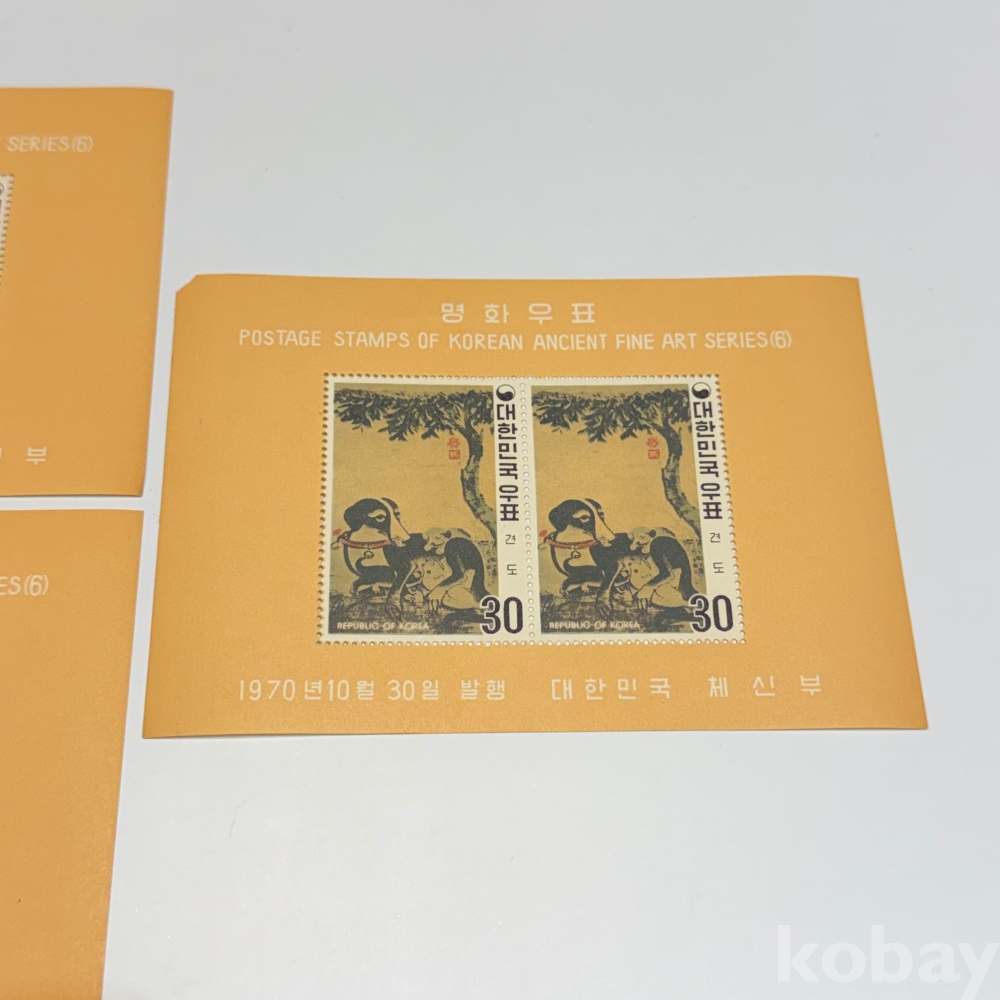 SERIES(6)
부
ES(6)
명화우표
POSTAGE STAMPS OF KOREAN ANCIENT FINE ART SERIES(6)
대한민국 우표
견도
30
REPUBLIC OF KOREA
대한민국 우표
견도
30
REPUBLIC OF KOREA
1970년10월 30일 발행 대한민국 체신부
kobay